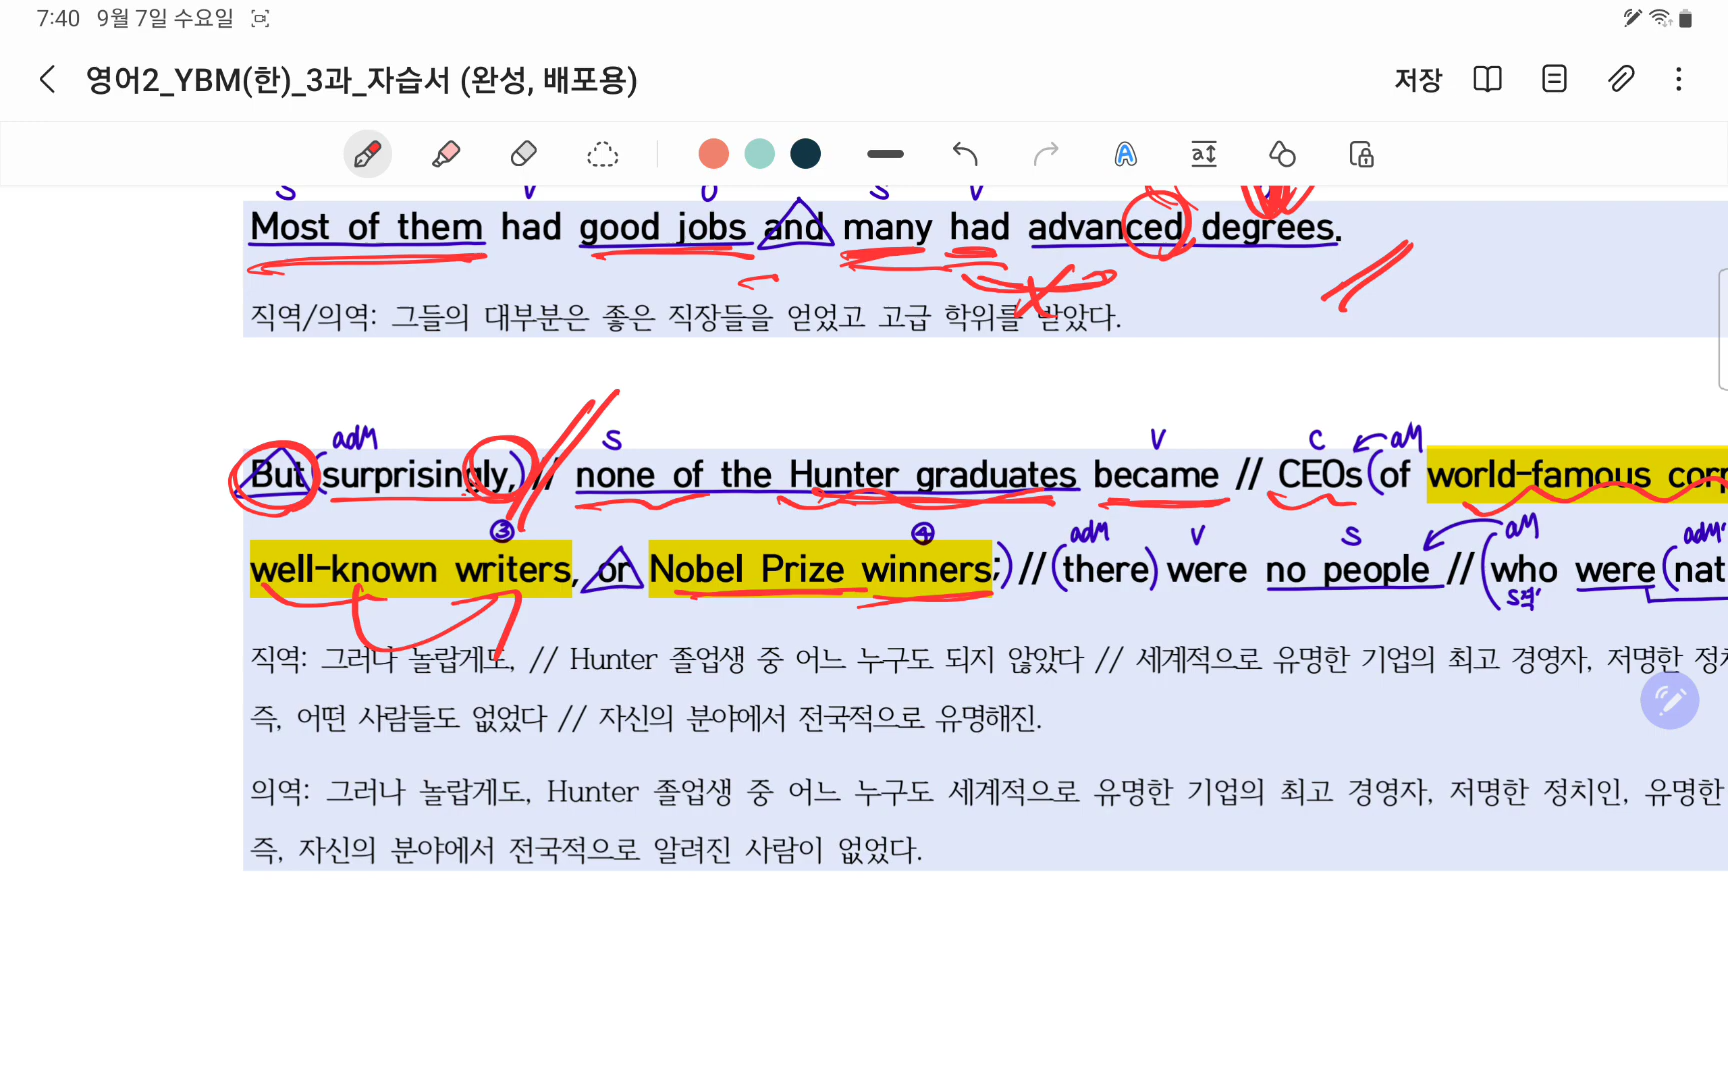 7:40 9월 7일 수요일
영어2_YBM(한)_3과_자습서 (완성, 배포용)
저장
S V O S V
Most of them had good jobs and many had advanced degrees.
직역/의역: 그들의 대부분은 좋은 직장들을 얻었고 고급 학위를 받았다.
adM S V C aM
But (surprisingly,) // none of the Hunter graduates became // CEOs (of world-famous corp
③ ④ adM V S aM adM'
well-known writers, or Nobel Prize winners;) // (there) were no people // (who were (nat
직역: 그러나 놀랍게도, // Hunter 졸업생 중 어느 누구도 되지 않았다 // 세계적으로 유명한 기업의 최고 경영자, 저명한 정치
즉, 어떤 사람들도 없었다 // 자신의 분야에서 전국적으로 유명해진.
의역: 그러나 놀랍게도, Hunter 졸업생 중 어느 누구도 세계적으로 유명한 기업의 최고 경영자, 저명한 정치인, 유명한
즉, 자신의 분야에서 전국적으로 알려진 사람이 없었다.